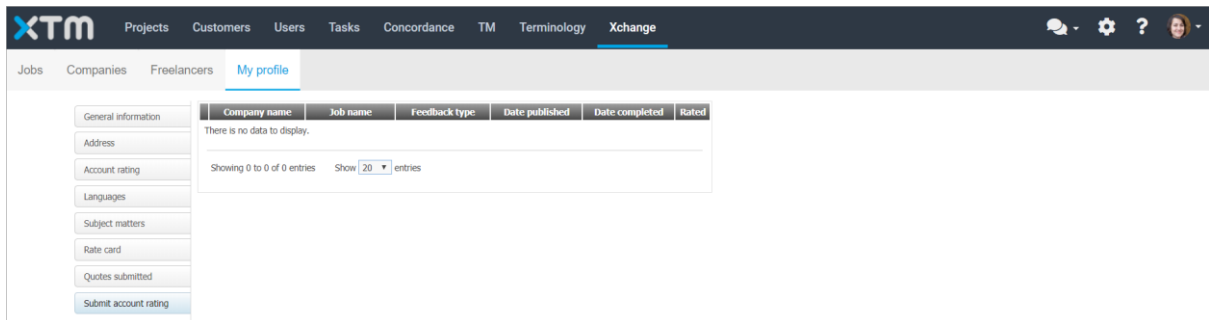 XTM Projects Customers Users Tasks Concordance TM Terminology Xchange ?
Jobs Companies Freelancers My profile
General information
Address
Account rating
Languages
Subject matters
Rate card
Quotes submitted
Submit account rating
Company name Job name Feedback type Date published Date completed Rated
There is no data to display.
Showing 0 to 0 of 0 entries Show 20 entries